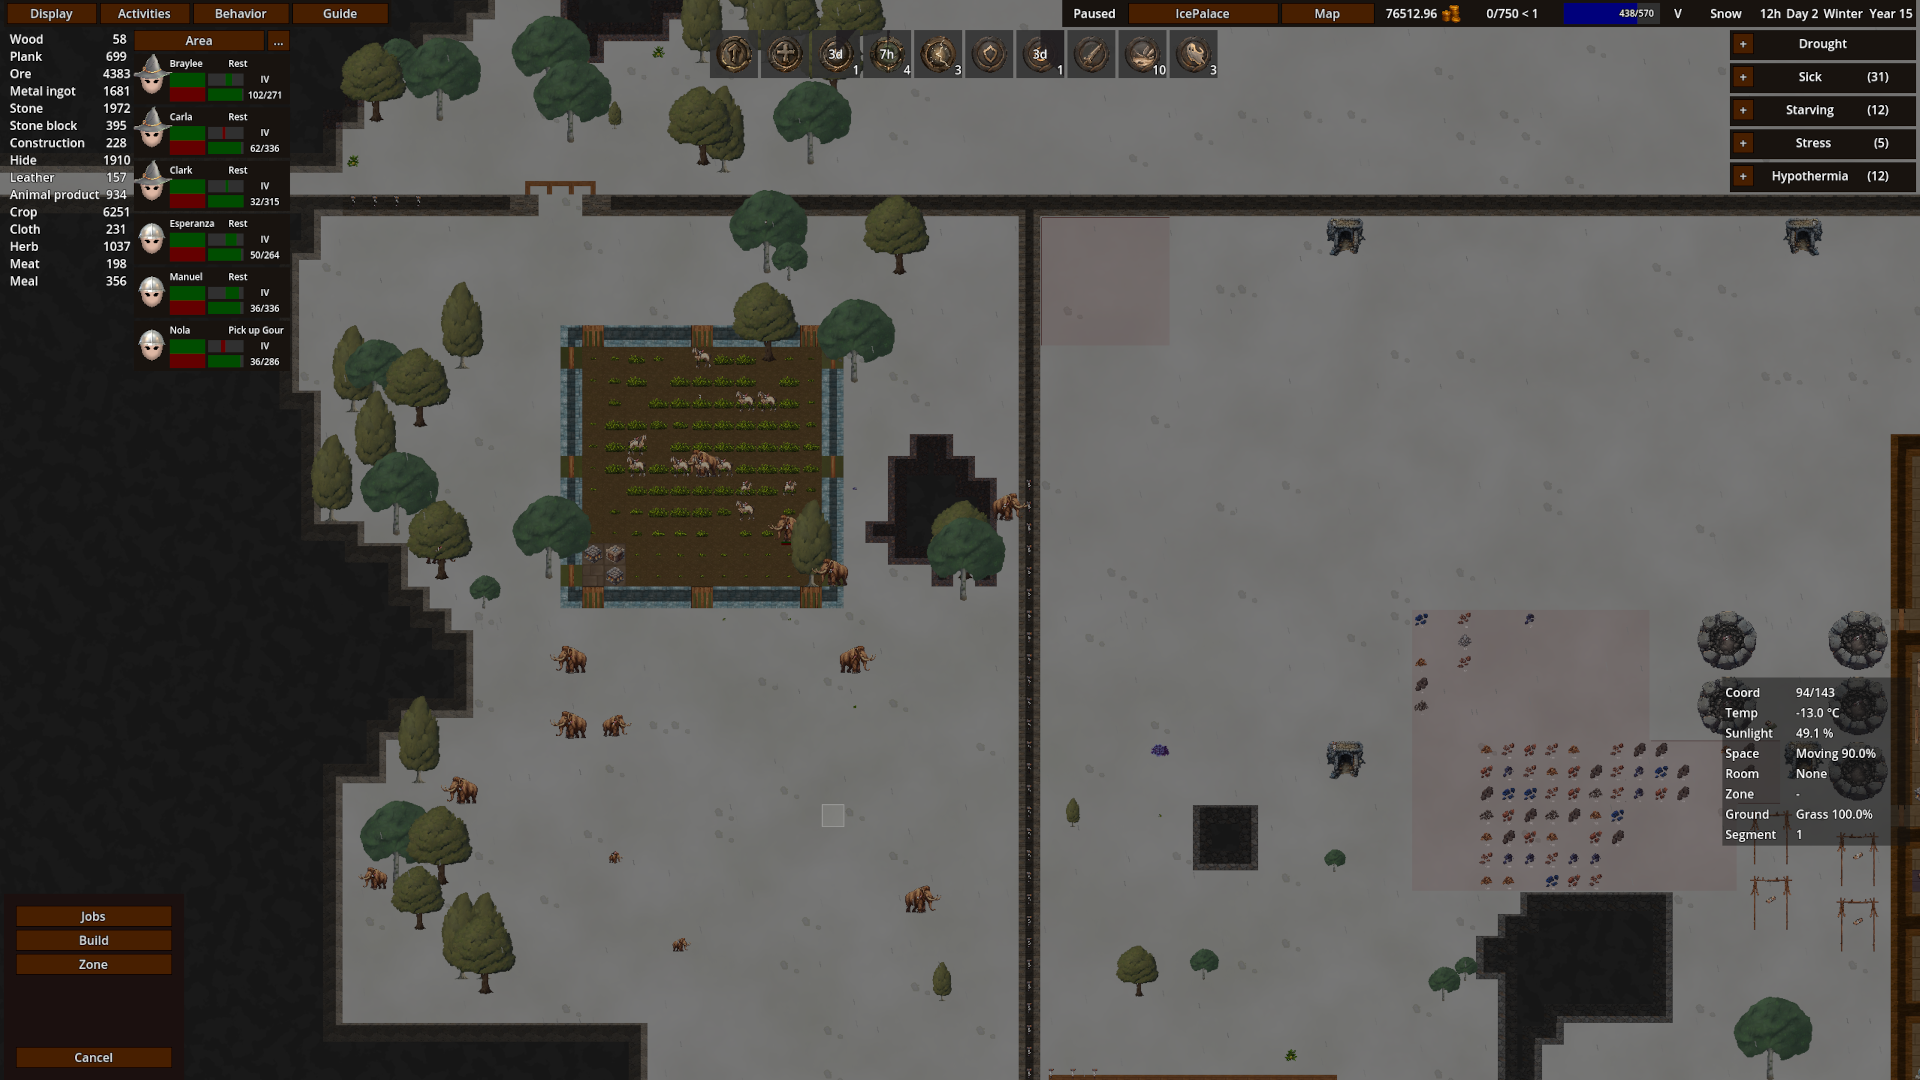 Display Activities Behavior Guide
Paused IcePalace Map 76512.96 0/750 < 1 438/570 V Snow 12h Day 2 Winter Year 15
Wood 58
Plank 699
Ore 4383
Metal ingot 1681
Stone 1972
Stone block 395
Construction 228
Hide 1910
Leather 157
Animal product 934
Crop 6251
Cloth 231
Herb 1037
Meat 198
Meal 356
Area ...
Braylee Rest
IV
102/271
Carla Rest
IV
62/336
Clark Rest
IV
32/315
Esperanza Rest
IV
50/264
Manuel Rest
IV
36/336
Nola Pick up Gour
IV
36/286
3d 7h 3d
1 4 3 1 10 3
+ Drought
+ Sick (31)
+ Starving (12)
+ Stress (5)
+ Hypothermia (12)
Coord 94/143
Temp -13.0 °C
Sunlight 49.1 %
Space Moving 90.0%
Room None
Zone -
Ground Grass 100.0%
Segment 1
Jobs
Build
Zone
Cancel